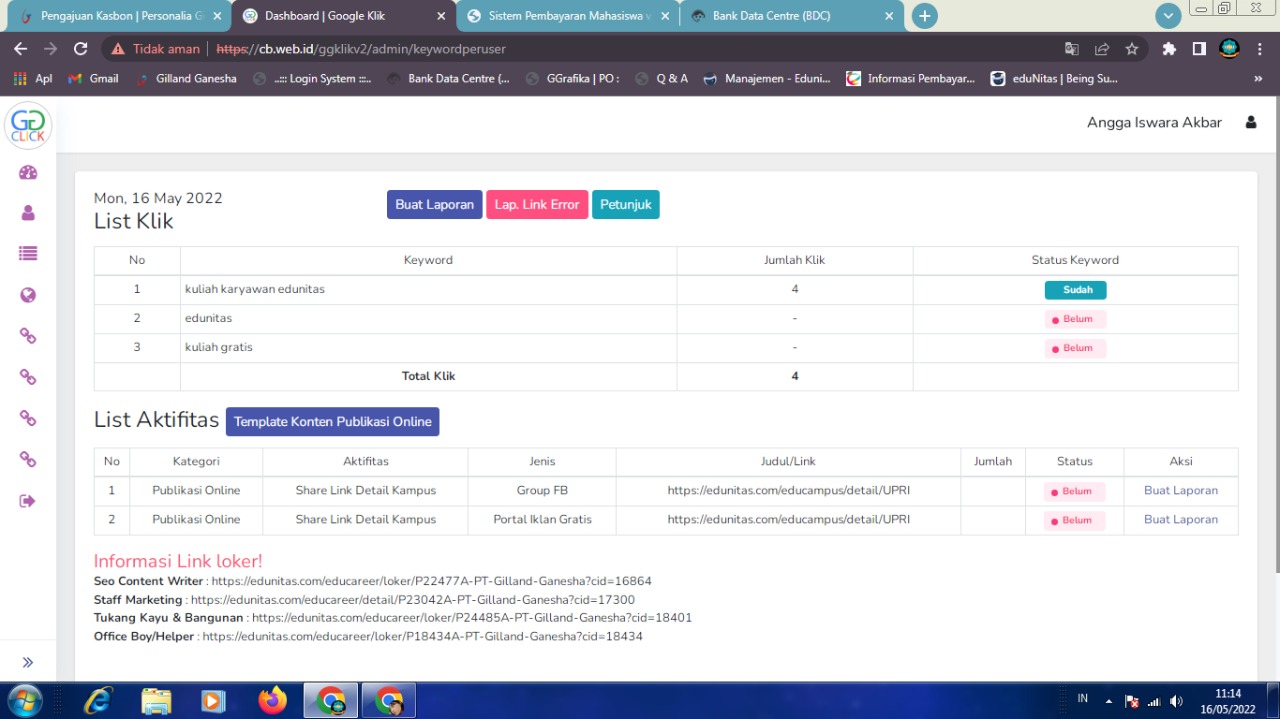 Pengajuan Kasbon | Personalia G
Dashboard | Google Klik
Sistem Pembayaran Mahasiswa v
Bank Data Centre (BDC)
Tidak aman
https://cb.web.id/ggklikv2/admin/keywordperuser
Apl
Gmail
Gilland Ganesha
..::: Login System :::..
Bank Data Centre (...
GGrafika | PO :
Q & A
Manajemen - Eduni...
Informasi Pembayar...
eduNitas | Being Su...
»
GG CLICK
Angga Iswara Akbar
Mon, 16 May 2022
List Klik
Buat Laporan Lap. Link Error Petunjuk
No Keyword Jumlah Klik Status Keyword
1 kuliah karyawan edunitas 4 Sudah
2 edunitas - Belum
3 kuliah gratis - Belum
Total Klik 4
List Aktifitas Template Konten Publikasi Online
No Kategori Aktifitas Jenis Judul/Link Jumlah Status Aksi
1 Publikasi Online Share Link Detail Kampus Group FB https://edunitas.com/educampus/detail/UPRI Belum Buat Laporan
2 Publikasi Online Share Link Detail Kampus Portal Iklan Gratis https://edunitas.com/educampus/detail/UPRI Belum Buat Laporan
Informasi Link loker!
Seo Content Writer : https://edunitas.com/educareer/loker/P22477A-PT-Gilland-Ganesha?cid=16864
Staff Marketing : https://edunitas.com/educareer/detail/P23042A-PT-Gilland-Ganesha?cid=17300
Tukang Kayu & Bangunan : https://edunitas.com/educareer/loker/P24485A-PT-Gilland-Ganesha?cid=18401
Office Boy/Helper : https://edunitas.com/educareer/loker/P18434A-PT-Gilland-Ganesha?cid=18434
IN
11:14
16/05/2022